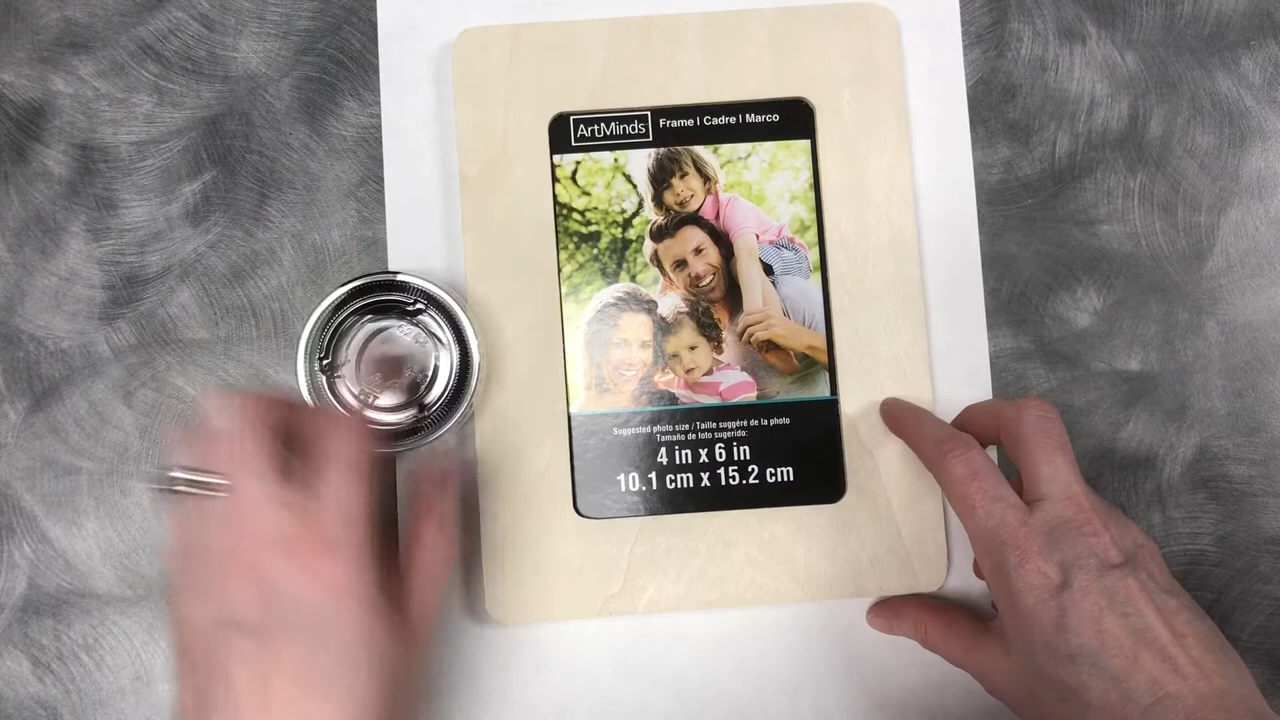 ArtMinds
Frame | Cadre | Marco
Suggested photo size / Taille suggéré de la photo
Tamaño de foto sugerido:
4 in x 6 in
10.1 cm x 15.2 cm